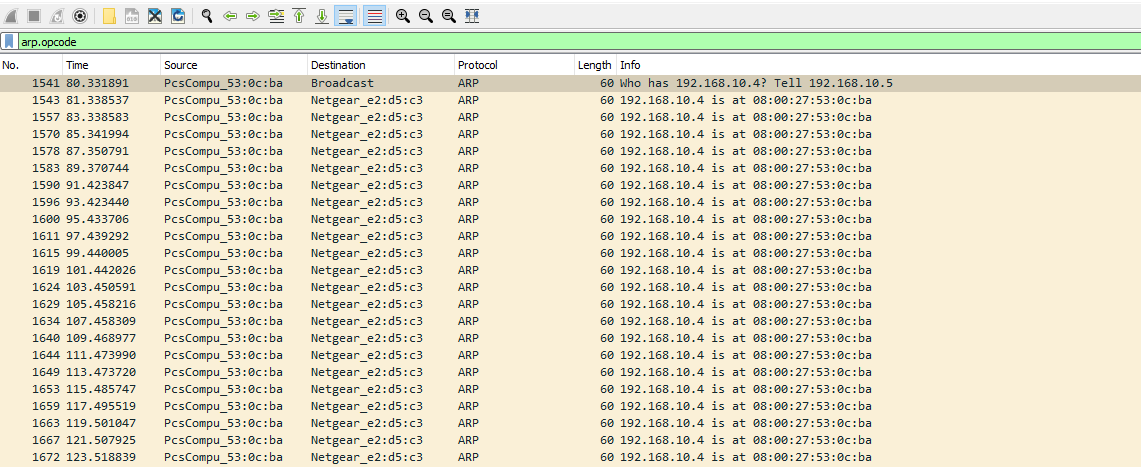 arp.opcode
No. Time Source Destination Protocol Length Info
1541 80.331891 PcsCompu_53:0c:ba Broadcast ARP 60 Who has 192.168.10.4? Tell 192.168.10.5
1543 81.338537 PcsCompu_53:0c:ba Netgear_e2:d5:c3 ARP 60 192.168.10.4 is at 08:00:27:53:0c:ba
1557 83.338583 PcsCompu_53:0c:ba Netgear_e2:d5:c3 ARP 60 192.168.10.4 is at 08:00:27:53:0c:ba
1570 85.341994 PcsCompu_53:0c:ba Netgear_e2:d5:c3 ARP 60 192.168.10.4 is at 08:00:27:53:0c:ba
1578 87.350791 PcsCompu_53:0c:ba Netgear_e2:d5:c3 ARP 60 192.168.10.4 is at 08:00:27:53:0c:ba
1583 89.370744 PcsCompu_53:0c:ba Netgear_e2:d5:c3 ARP 60 192.168.10.4 is at 08:00:27:53:0c:ba
1590 91.423847 PcsCompu_53:0c:ba Netgear_e2:d5:c3 ARP 60 192.168.10.4 is at 08:00:27:53:0c:ba
1596 93.423440 PcsCompu_53:0c:ba Netgear_e2:d5:c3 ARP 60 192.168.10.4 is at 08:00:27:53:0c:ba
1600 95.433706 PcsCompu_53:0c:ba Netgear_e2:d5:c3 ARP 60 192.168.10.4 is at 08:00:27:53:0c:ba
1611 97.439292 PcsCompu_53:0c:ba Netgear_e2:d5:c3 ARP 60 192.168.10.4 is at 08:00:27:53:0c:ba
1615 99.440005 PcsCompu_53:0c:ba Netgear_e2:d5:c3 ARP 60 192.168.10.4 is at 08:00:27:53:0c:ba
1619 101.442026 PcsCompu_53:0c:ba Netgear_e2:d5:c3 ARP 60 192.168.10.4 is at 08:00:27:53:0c:ba
1624 103.450591 PcsCompu_53:0c:ba Netgear_e2:d5:c3 ARP 60 192.168.10.4 is at 08:00:27:53:0c:ba
1629 105.458216 PcsCompu_53:0c:ba Netgear_e2:d5:c3 ARP 60 192.168.10.4 is at 08:00:27:53:0c:ba
1634 107.458309 PcsCompu_53:0c:ba Netgear_e2:d5:c3 ARP 60 192.168.10.4 is at 08:00:27:53:0c:ba
1640 109.468977 PcsCompu_53:0c:ba Netgear_e2:d5:c3 ARP 60 192.168.10.4 is at 08:00:27:53:0c:ba
1644 111.473990 PcsCompu_53:0c:ba Netgear_e2:d5:c3 ARP 60 192.168.10.4 is at 08:00:27:53:0c:ba
1649 113.473720 PcsCompu_53:0c:ba Netgear_e2:d5:c3 ARP 60 192.168.10.4 is at 08:00:27:53:0c:ba
1653 115.485747 PcsCompu_53:0c:ba Netgear_e2:d5:c3 ARP 60 192.168.10.4 is at 08:00:27:53:0c:ba
1659 117.495519 PcsCompu_53:0c:ba Netgear_e2:d5:c3 ARP 60 192.168.10.4 is at 08:00:27:53:0c:ba
1663 119.501047 PcsCompu_53:0c:ba Netgear_e2:d5:c3 ARP 60 192.168.10.4 is at 08:00:27:53:0c:ba
1667 121.507925 PcsCompu_53:0c:ba Netgear_e2:d5:c3 ARP 60 192.168.10.4 is at 08:00:27:53:0c:ba
1672 123.518839 PcsCompu_53:0c:ba Netgear_e2:d5:c3 ARP 60 192.168.10.4 is at 08:00:27:53:0c:ba